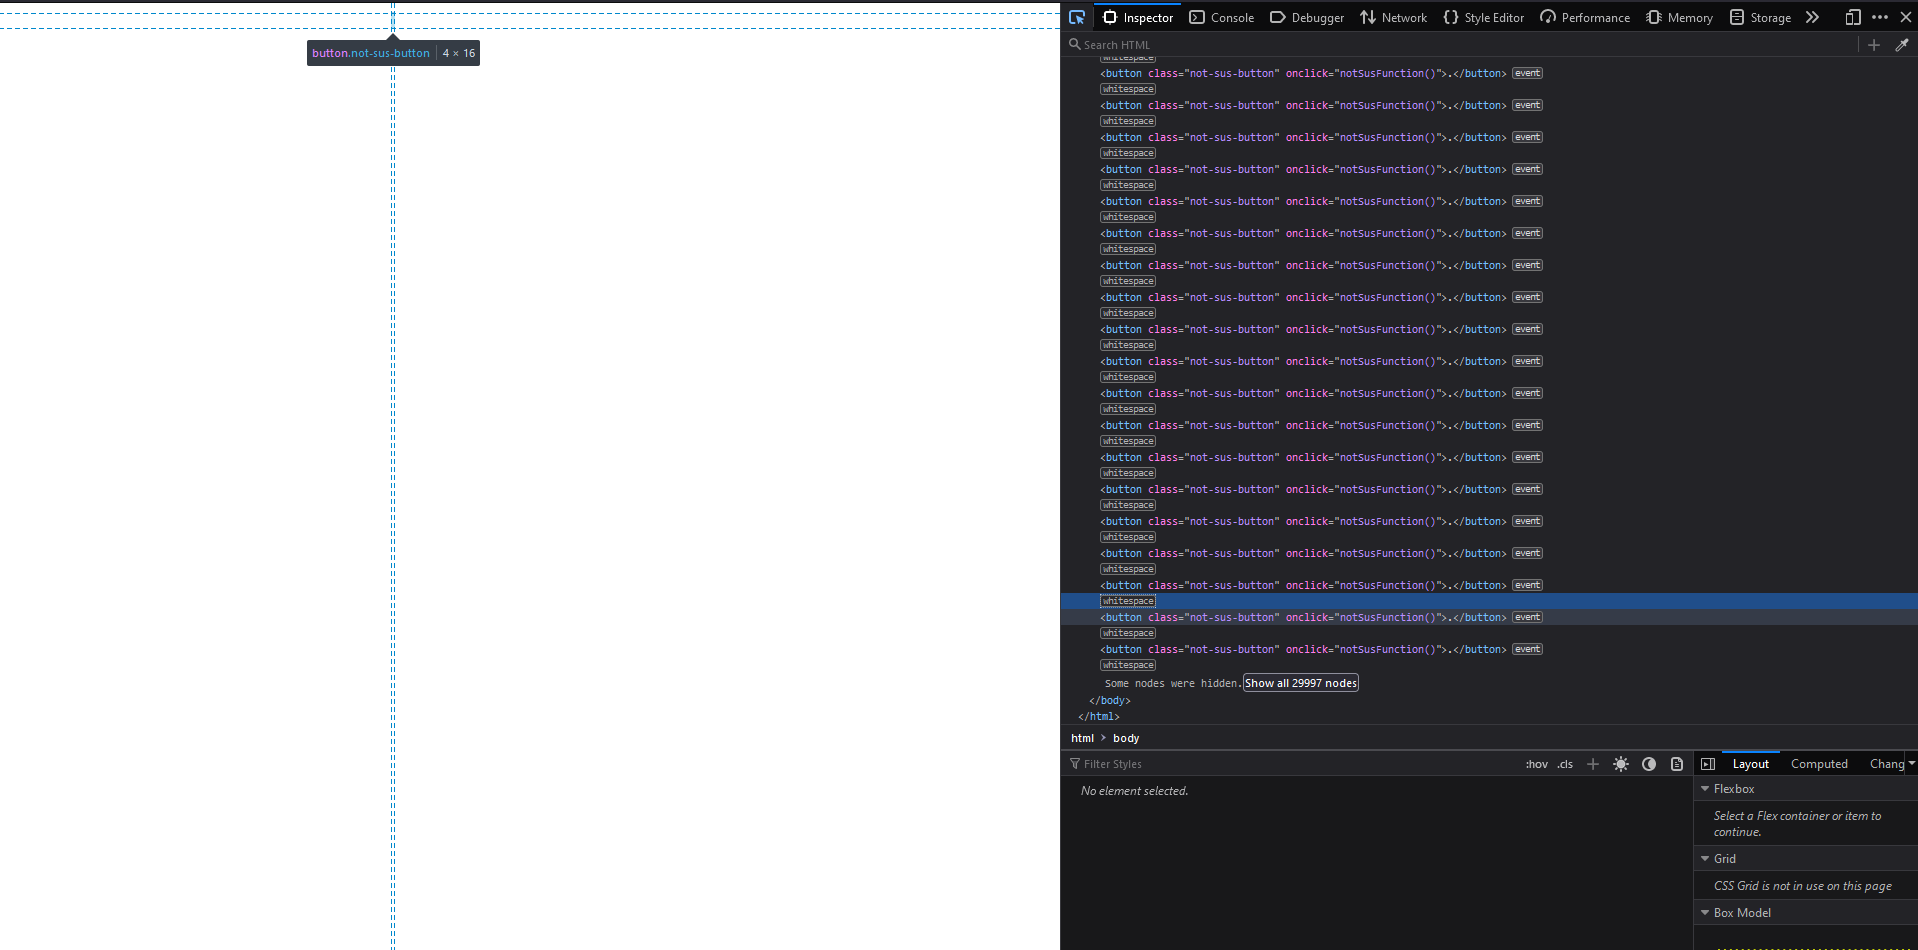 Inspector Console Debugger Network Style Editor Performance Memory Storage
button.not-sus-button 4 × 16
Search HTML
whitespace
<button class="not-sus-button" onclick="notSusFunction()">.</button> event
whitespace
<button class="not-sus-button" onclick="notSusFunction()">.</button> event
whitespace
<button class="not-sus-button" onclick="notSusFunction()">.</button> event
whitespace
<button class="not-sus-button" onclick="notSusFunction()">.</button> event
whitespace
<button class="not-sus-button" onclick="notSusFunction()">.</button> event
whitespace
<button class="not-sus-button" onclick="notSusFunction()">.</button> event
whitespace
<button class="not-sus-button" onclick="notSusFunction()">.</button> event
whitespace
<button class="not-sus-button" onclick="notSusFunction()">.</button> event
whitespace
<button class="not-sus-button" onclick="notSusFunction()">.</button> event
whitespace
<button class="not-sus-button" onclick="notSusFunction()">.</button> event
whitespace
<button class="not-sus-button" onclick="notSusFunction()">.</button> event
whitespace
<button class="not-sus-button" onclick="notSusFunction()">.</button> event
whitespace
<button class="not-sus-button" onclick="notSusFunction()">.</button> event
whitespace
<button class="not-sus-button" onclick="notSusFunction()">.</button> event
whitespace
<button class="not-sus-button" onclick="notSusFunction()">.</button> event
whitespace
<button class="not-sus-button" onclick="notSusFunction()">.</button> event
whitespace
<button class="not-sus-button" onclick="notSusFunction()">.</button> event
whitespace
<button class="not-sus-button" onclick="notSusFunction()">.</button> event
whitespace
<button class="not-sus-button" onclick="notSusFunction()">.</button> event
whitespace
Some nodes were hidden. Show all 29997 nodes
</body>
</html>
html > body
Filter Styles :hov .cls
No element selected.
Layout Computed Chang
Flexbox
Select a Flex container or item to
continue.
Grid
CSS Grid is not in use on this page
Box Model